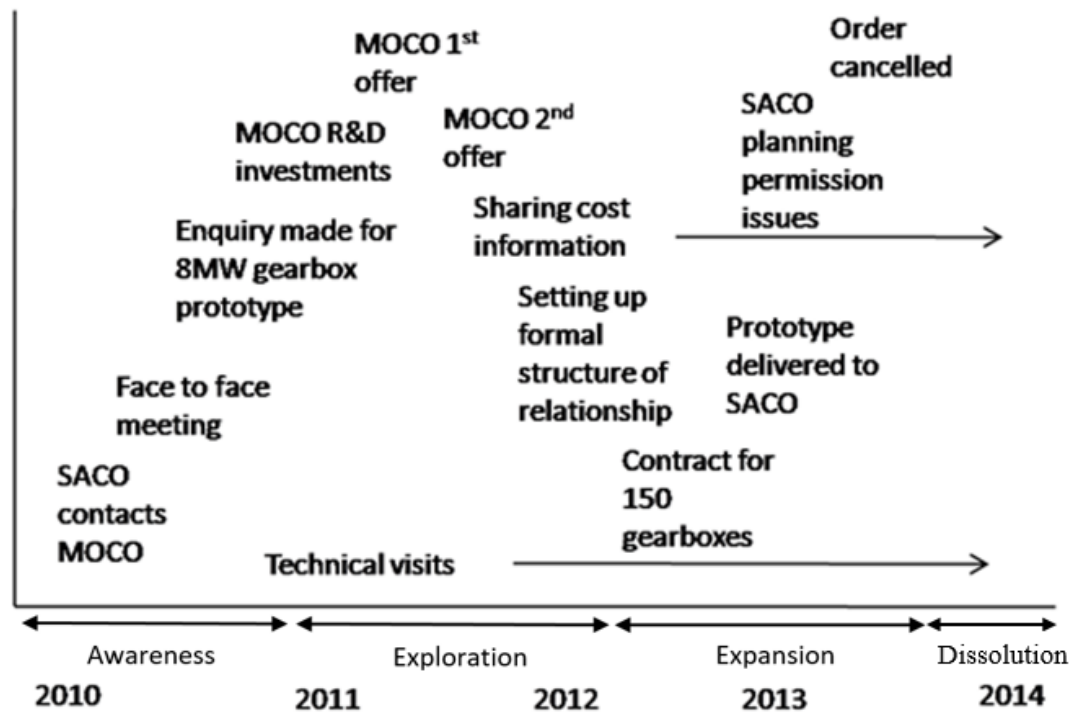 MOCO 1st
offer
Order
cancelled
MOCO R&D
investments
MOCO 2nd
offer
SACO
planning
permission
issues
Enquiry made for
8MW gearbox
prototype
Sharing cost
information
Face to face
meeting
Setting up
formal
structure of
relationship
Prototype
delivered to
SACO
SACO
contacts
MOCO
Contract for
150
gearboxes
Technical visits
Awareness Exploration Expansion Dissolution
2010 2011 2012 2013 2014